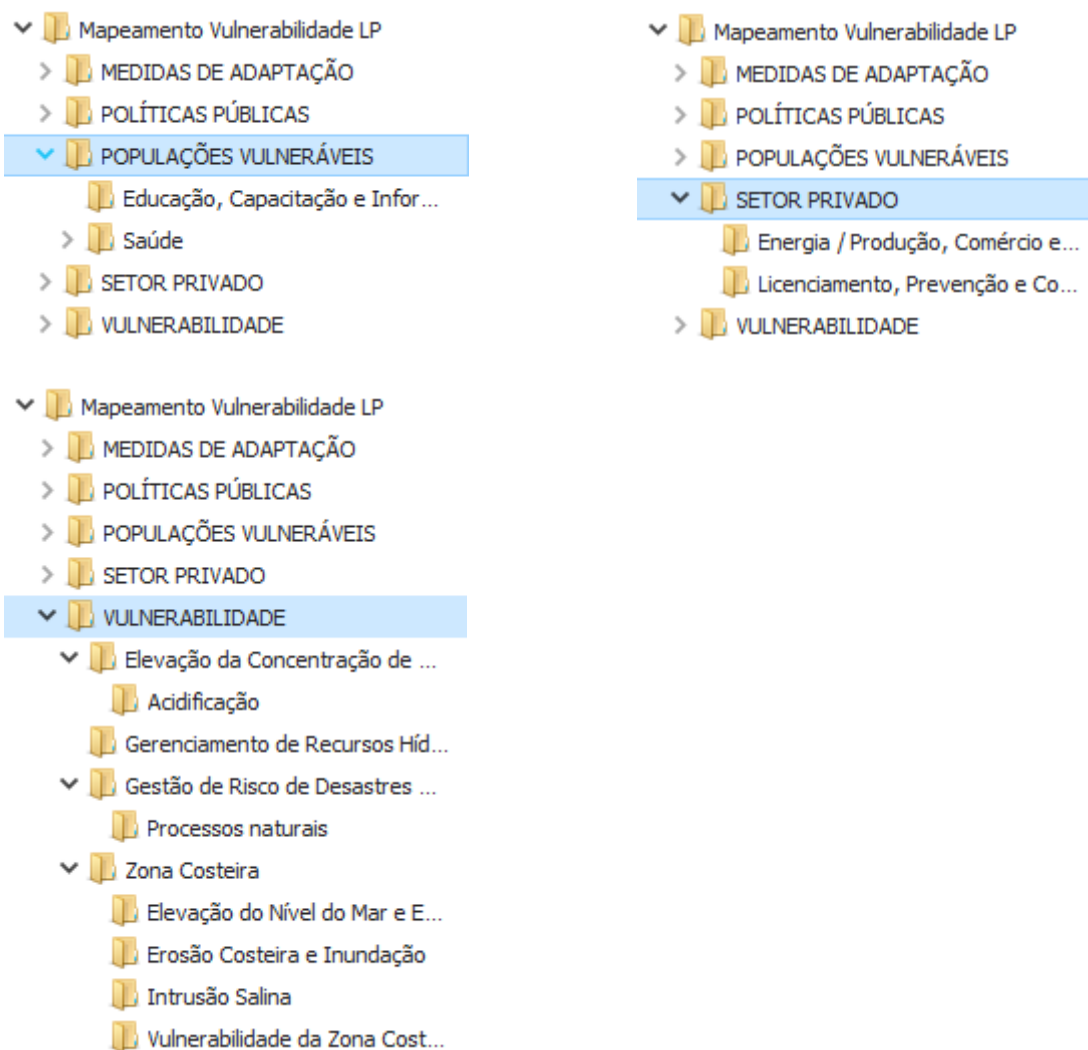 Mapeamento Vulnerabilidade LP
MEDIDAS DE ADAPTAÇÃO
POLÍTICAS PÚBLICAS
POPULAÇÕES VULNERÁVEIS
Educação, Capacitação e Infor...
Saúde
SETOR PRIVADO
VULNERABILIDADE
Mapeamento Vulnerabilidade LP
MEDIDAS DE ADAPTAÇÃO
POLÍTICAS PÚBLICAS
POPULAÇÕES VULNERÁVEIS
SETOR PRIVADO
Energia / Produção, Comércio e...
Licenciamento, Prevenção e Co...
VULNERABILIDADE
Mapeamento Vulnerabilidade LP
MEDIDAS DE ADAPTAÇÃO
POLÍTICAS PÚBLICAS
POPULAÇÕES VULNERÁVEIS
SETOR PRIVADO
VULNERABILIDADE
Elevação da Concentração de ...
Acidificação
Gerenciamento de Recursos Híd...
Gestão de Risco de Desastres ...
Processos naturais
Zona Costeira
Elevação do Nível do Mar e E...
Erosão Costeira e Inundação
Intrusão Salina
Vulnerabilidade da Zona Cost...